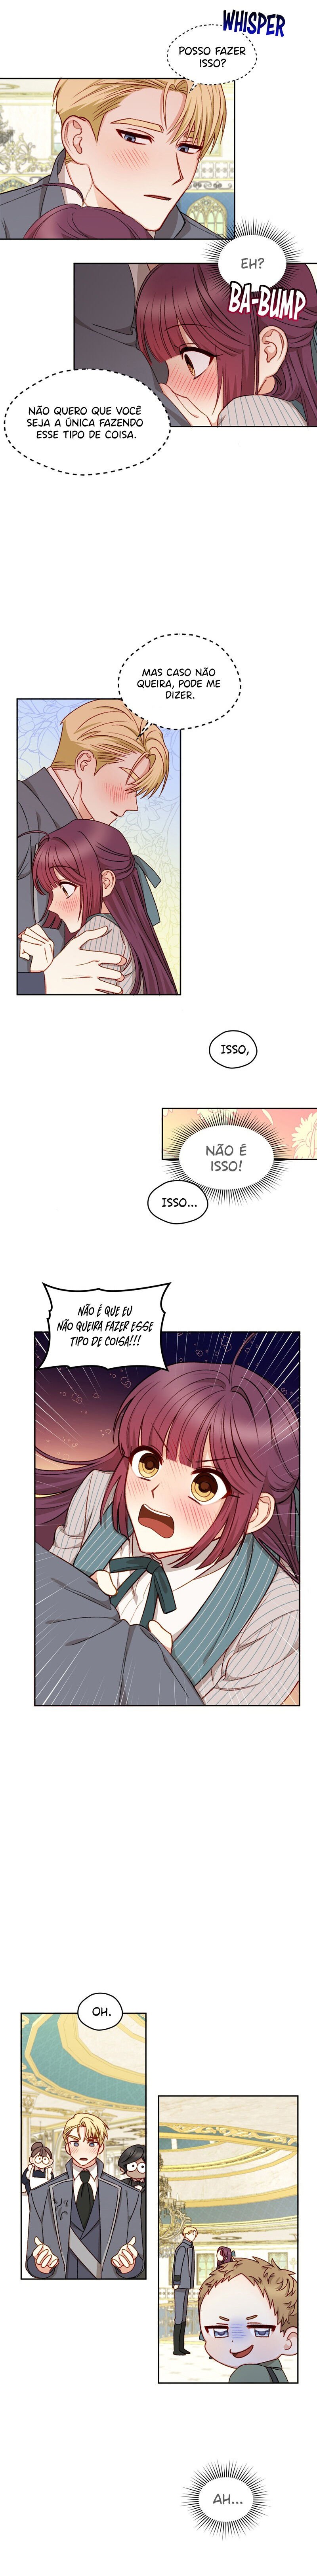 WHISPER
POSSO FAZER
ISSO?
EH?
BA-BUMP
NÃO QUERO QUE VOCÊ
SEJA A ÚNICA FAZENDO
ESSE TIPO DE COISA.
MAS CASO NÃO
QUEIRA, PODE ME
DIZER.
ISSO,
NÃO É
ISSO!
ISSO...
NÃO É QUE EU
NÃO QUEIRA FAZER ESSE
TIPO DE COISA!!!
OH.
AH...